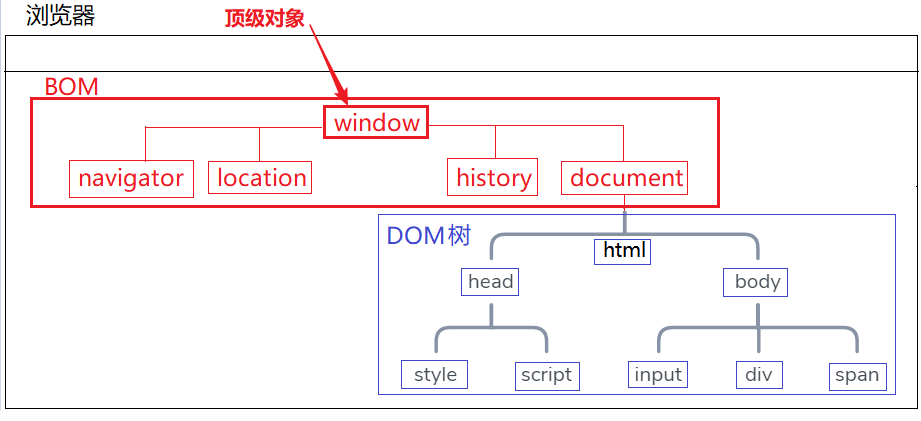 浏览器
顶级对象
BOM
window
navigator location history document
DOM树
html
head body
style script input div span